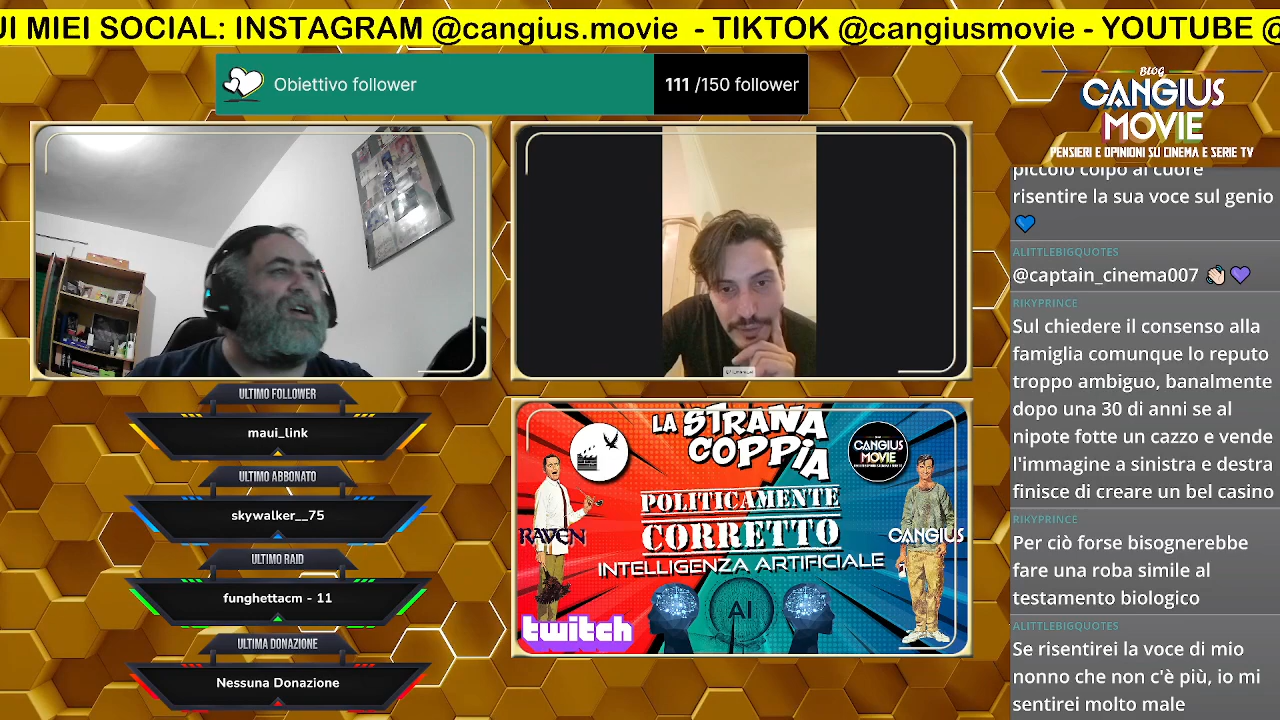 UI MIEI SOCIAL: INSTAGRAM @cangius.movie - TIKTOK @cangiusmovie - YOUTUBE @
Obiettivo follower
111 /150 follower
BLOG
CANGIUS
MOVIE
PENSIERI E OPINIONI SU CINEMA E SERIE TV
piccolo colpo al cuore
risentire la sua voce sul genio
💙
ALITTLEBIGQUOTES
@captain_cinema007 👏🏻💜
RIKYPRINCE
Sul chiedere il consenso alla
famiglia comunque lo reputo
troppo ambiguo, banalmente
dopo una 30 di anni se al
nipote fotte un cazzo e vende
l'immagine a sinistra e destra
finisce di creare un bel casino
RIKYPRINCE
Per ciò forse bisognerebbe
fare una roba simile al
testamento biologico
ALITTLEBIGQUOTES
Se risentirei la voce di mio
nonno che non c'è più, io mi
sentirei molto male
ULTIMO FOLLOWER
maui_link
ULTIMO ABBONATO
skywalker__75
ULTIMO RAID
funghettacm - 11
ULTIMA DONAZIONE
Nessuna Donazione
LA STRANA
COPPIA
CANGIUS
MOVIE
POLITICAMENTE
CORRETTO
INTELLIGENZA ARTIFICIALE
RAVEN
CANGIUS
AI
twitch